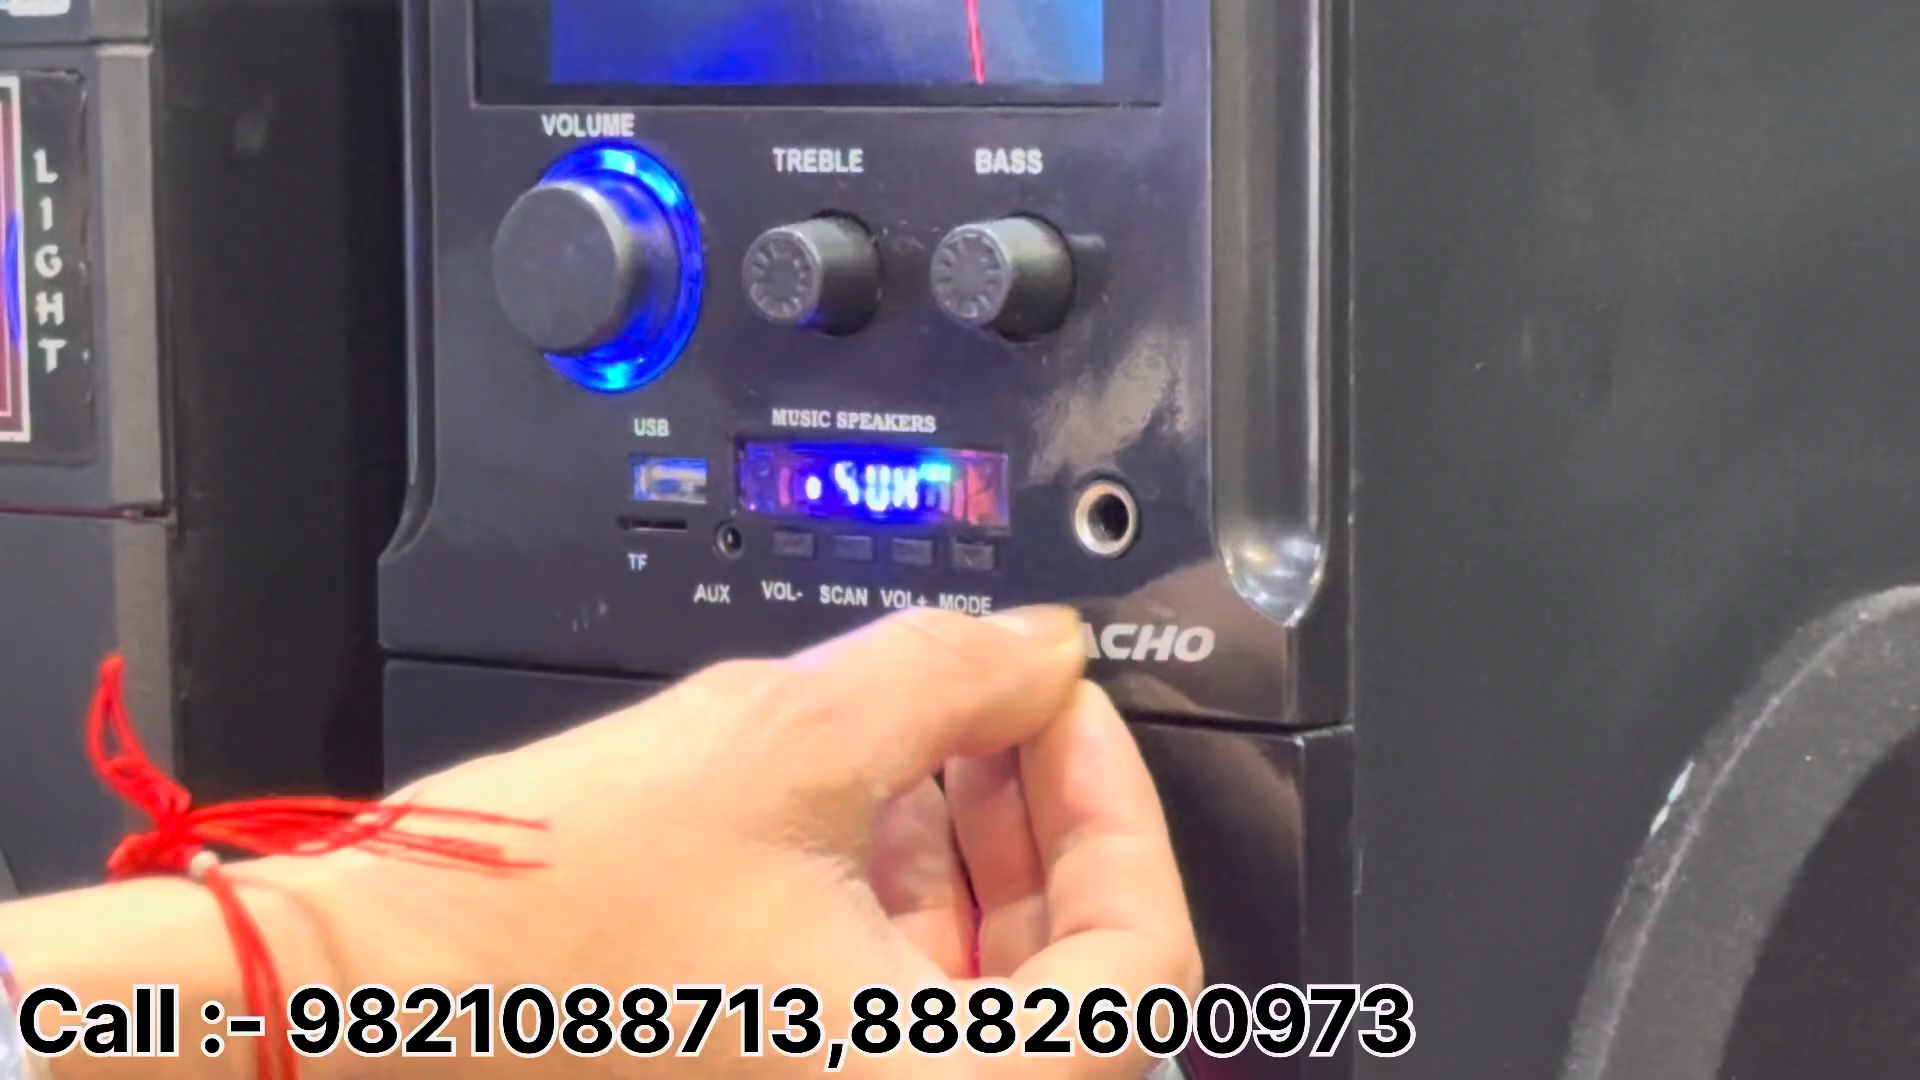 LIGHT
VOLUME
TREBLE
BASS
USB
MUSIC SPEAKERS
TF
AUX
VOL-
SCAN
VOL+
MODE
ACHO
Call :- 9821088713,8882600973